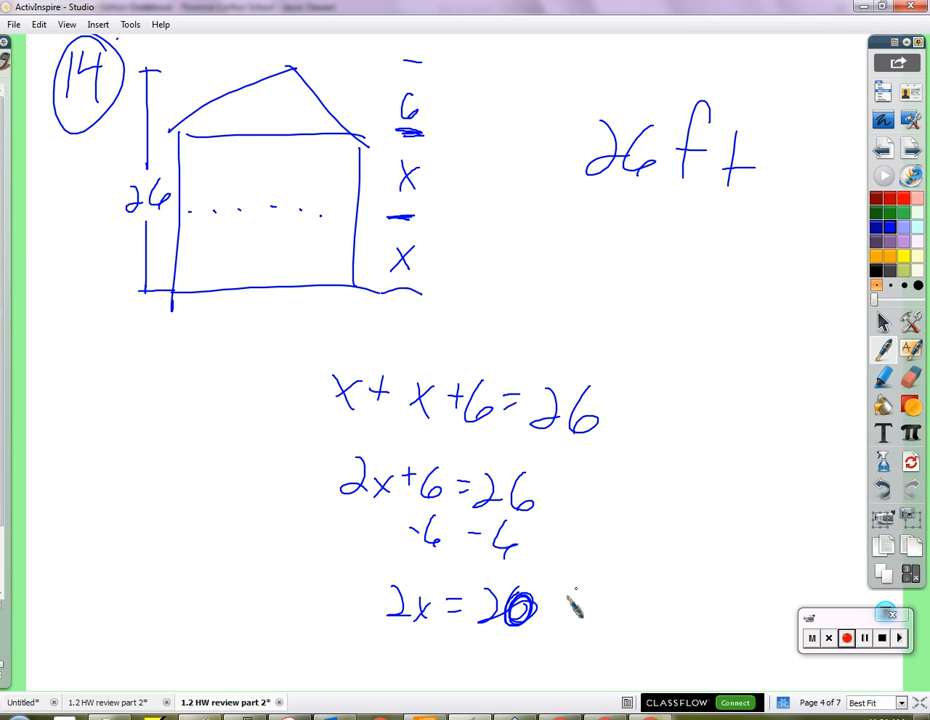 ActivInspire - Studio
File Edit View Insert Tools Help
14
26
6
x
x
26 ft
x + x + 6 = 26
2x + 6 = 26
-6 -6
2x = 20
M
Untitled* 1.2 HW review part 2* 1.2 HW review part 2*
CLASSFLOW Connect Page 4 of 7 Best Fit